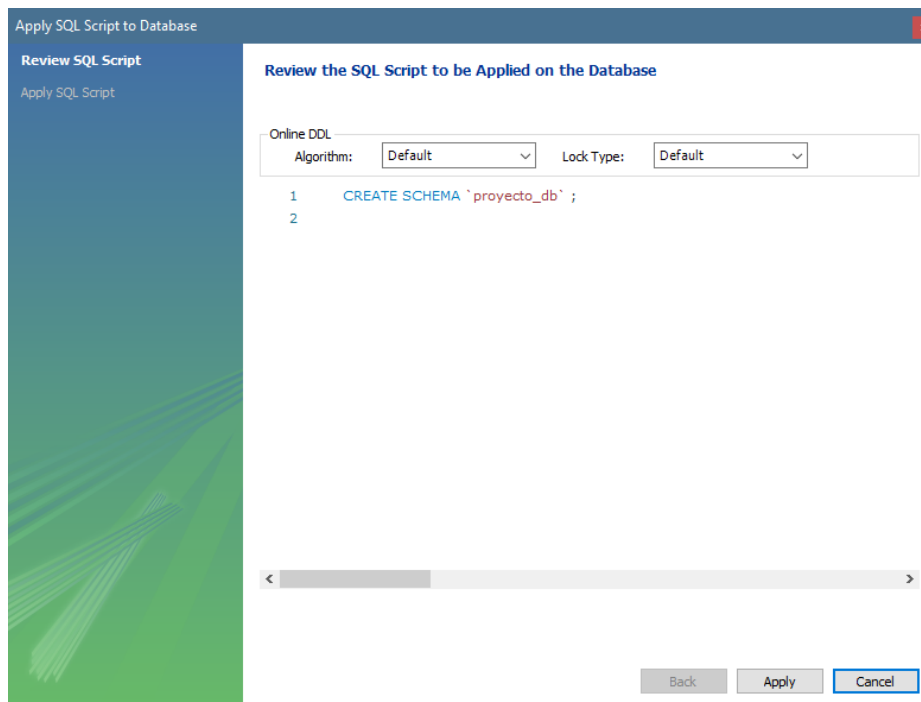 Apply SQL Script to Database
Review SQL Script
Apply SQL Script
Review the SQL Script to be Applied on the Database
Online DDL
Algorithm: Default Lock Type: Default
1 CREATE SCHEMA `proyecto_db` ;
2
Back Apply Cancel